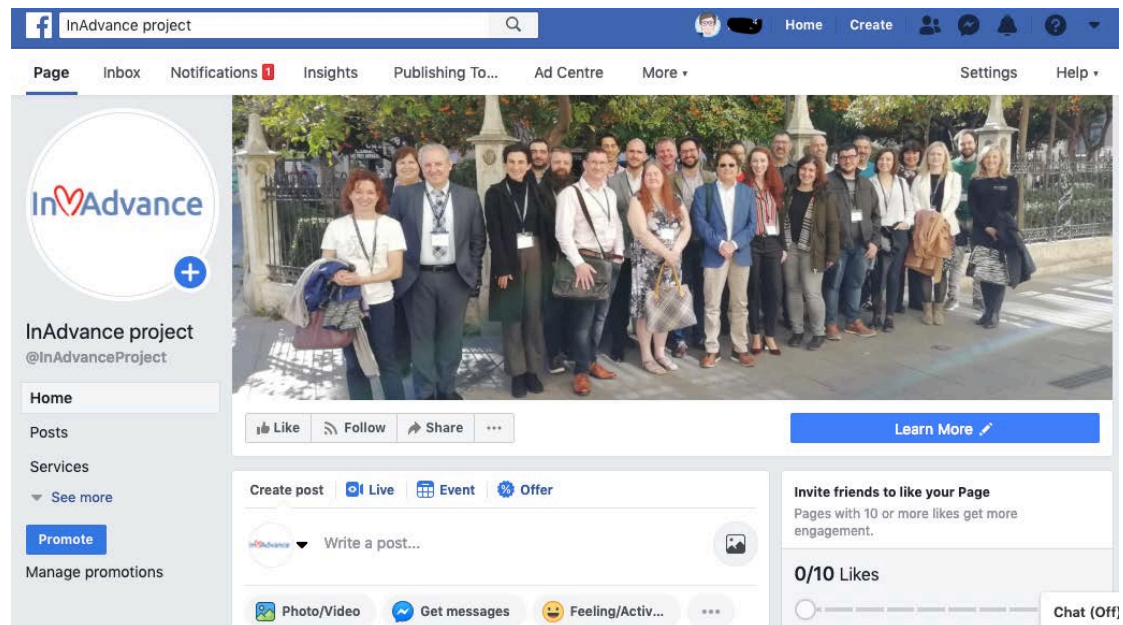 InAdvance project
Home
Create
Page
Inbox
Notifications 1
Insights
Publishing To...
Ad Centre
More
Settings
Help
In Advance
InAdvance project
@InAdvanceProject
Home
Posts
Services
See more
Promote
Manage promotions
Like
Follow
Share
...
Learn More
Create post
Live
Event
Offer
InAdvance
Write a post...
Photo/Video
Get messages
Feeling/Activ...
...
Invite friends to like your Page
Pages with 10 or more likes get more
engagement.
0/10 Likes
Chat (Off)